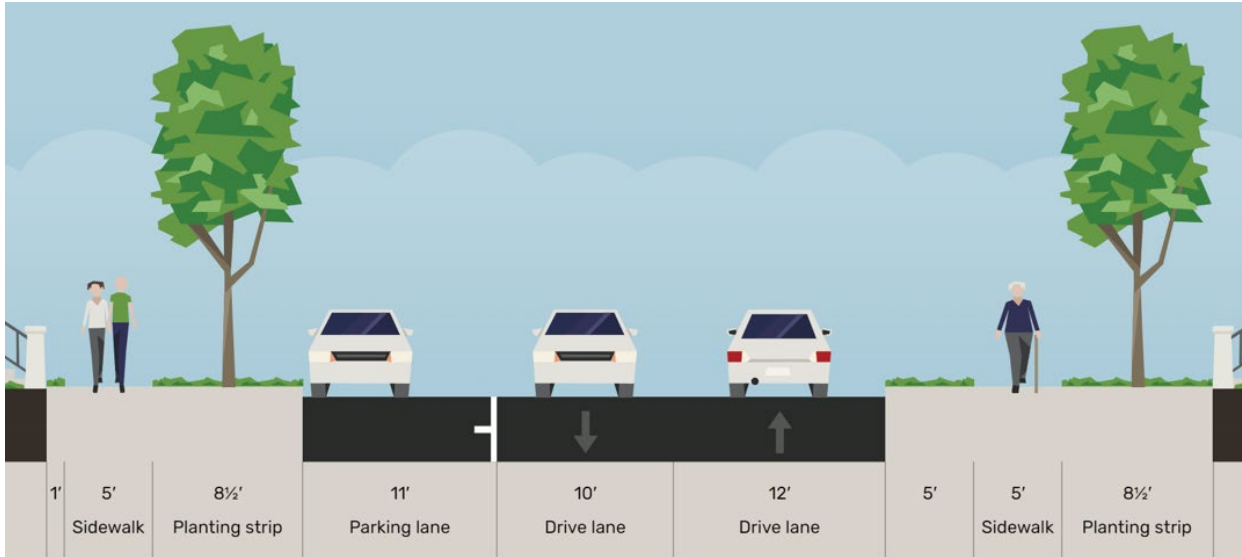 1′ 5′ 8½′ 11′ 10′ 12′ 5′ 5′ 8½′
Sidewalk Planting strip Parking lane Drive lane Drive lane Sidewalk Planting strip